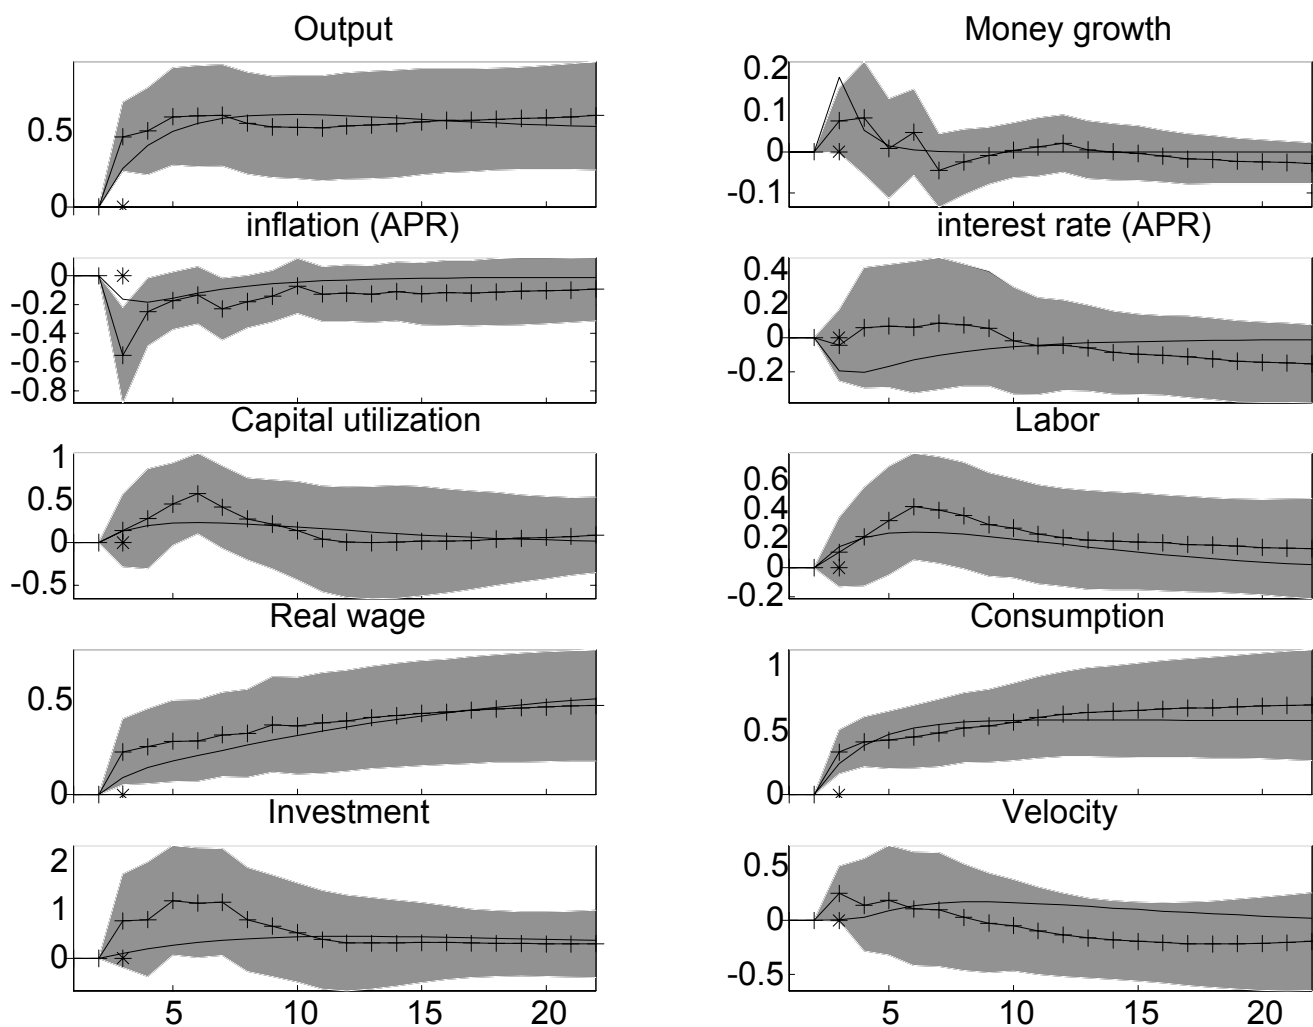 Output
Money growth
0.5
0
0.2
0.1
0
-0.1
inflation (APR)
interest rate (APR)
0
-0.2
-0.4
-0.6
-0.8
0.4
0.2
0
-0.2
Capital utilization
Labor
1
0.5
0
-0.5
0.6
0.4
0.2
0
-0.2
Real wage
Consumption
0.5
0
1
0.5
0
Investment
Velocity
2
1
0
0.5
0
-0.5
5 10 15 20
5 10 15 20